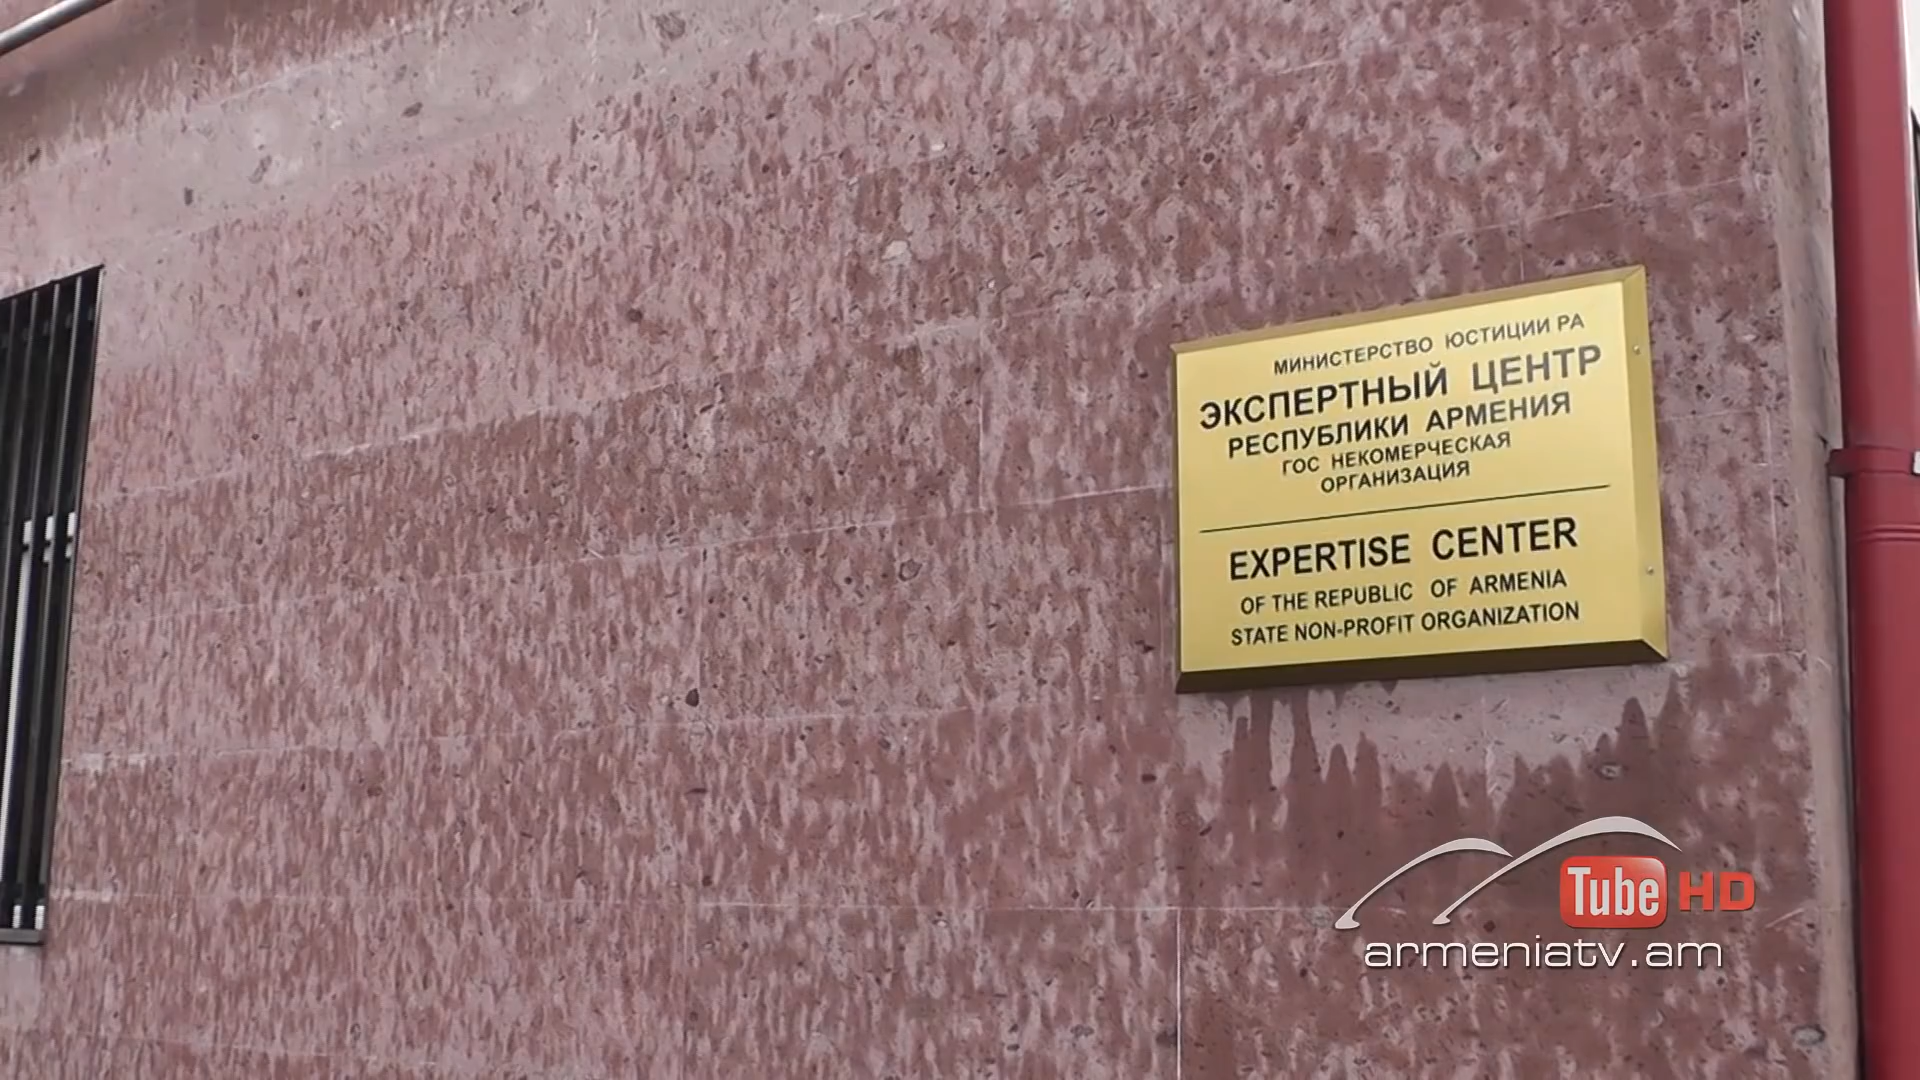 МИНИСТЕРСТВО ЮСТИЦИИ РА
ЭКСПЕРТНЫЙ ЦЕНТР
РЕСПУБЛИКИ АРМЕНИЯ
ГОС НЕКОМЕРЧЕСКАЯ
ОРГАНИЗАЦИЯ
EXPERTISE CENTER
OF THE REPUBLIC OF ARMENIA
STATE NON-PROFIT ORGANIZATION
Tube HD
armeniatv.am